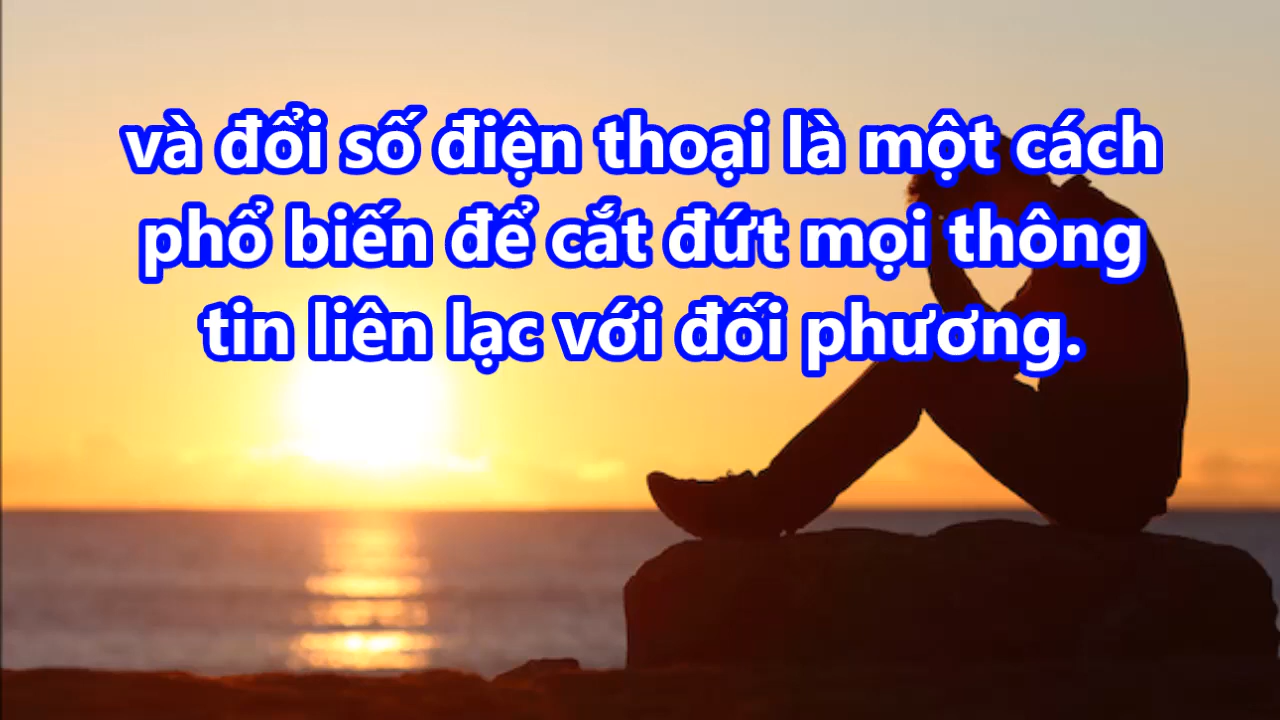 và đổi số điện thoại là một cách
phổ biến để cắt đứt mọi thông
tin liên lạc với đối phương.